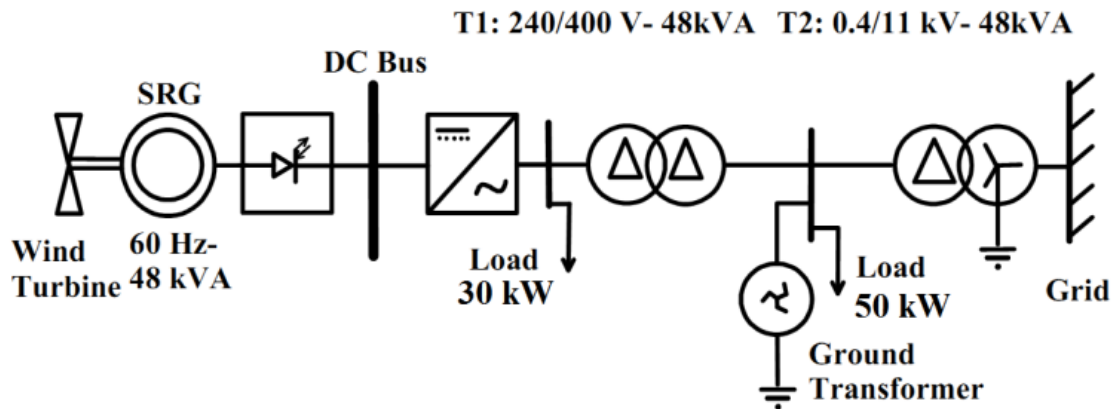 T1: 240/400 V- 48kVA T2: 0.4/11 kV- 48kVA
DC Bus
SRG
Wind
Turbine
60 Hz-
48 kVA
Load
30 kW
Load
50 kW
Ground
Transformer
Grid